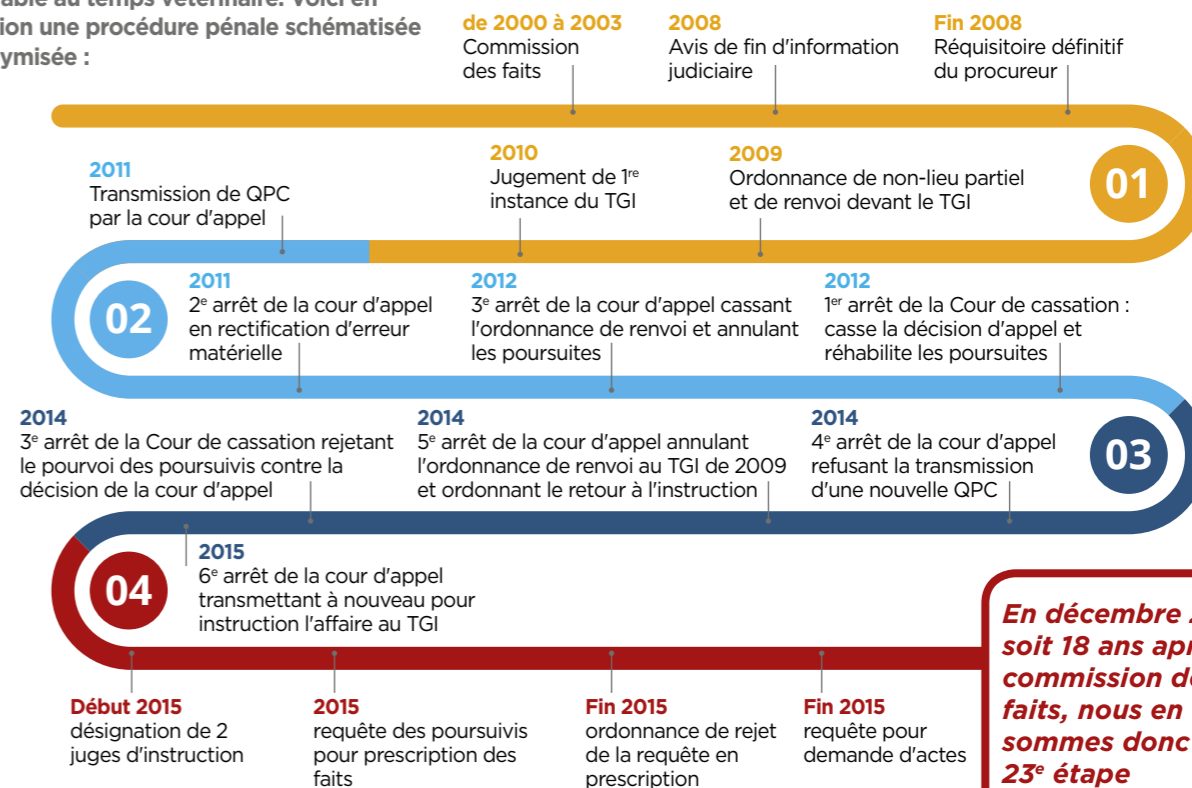 au temps vétérinaire. Voici en
une procédure pénale schématisée
de 2000 à 2003
Commission
des faits
2008
Avis de fin d'information
judiciaire
Fin 2008
Réquisitoire définitif
du procureur
01
2009
Ordonnance de non-lieu partiel
et de renvoi devant le TGI
2010
Jugement de 1re
instance du TGI
2011
Transmission de QPC
par la cour d'appel
02
2011
2e arrêt de la cour d'appel
en rectification d'erreur
matérielle
2012
3e arrêt de la cour d'appel cassant
l'ordonnance de renvoi et annulant
les poursuites
2012
1er arrêt de la Cour de cassation :
casse la décision d'appel et
réhabilite les poursuites
03
2014
4e arrêt de la cour d'appel
refusant la transmission
d'une nouvelle QPC
2014
5e arrêt de la cour d'appel annulant
l'ordonnance de renvoi au TGI de 2009
et ordonnant le retour à l'instruction
2014
3e arrêt de la Cour de cassation rejetant
le pourvoi des poursuivis contre la
décision de la cour d'appel
2015
6e arrêt de la cour d'appel
transmettant à nouveau pour
instruction l'affaire au TGI
04
Début 2015
désignation de 2
juges d'instruction
2015
requête des poursuivis
pour prescription des
faits
Fin 2015
ordonnance de rejet
de la requête en
prescription
Fin 2015
requête pour
demande d'actes
En décembre
soit 18 ans
commission
faits, nous en
sommes donc
23e étape